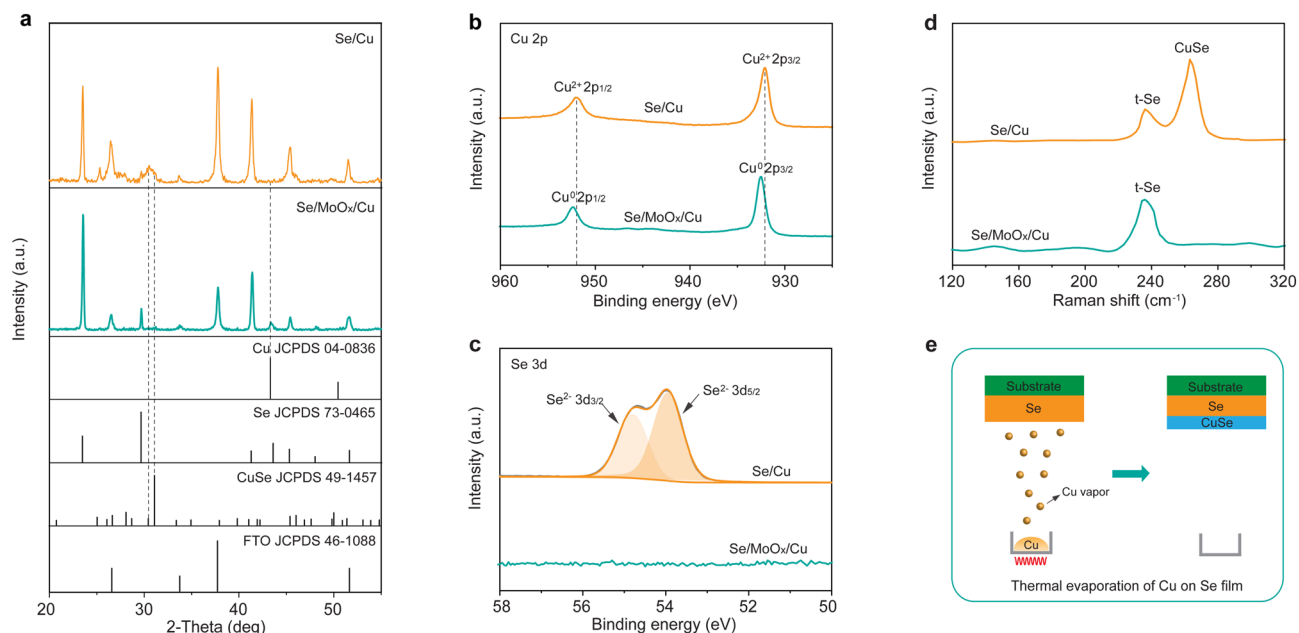 a
Se/Cu
Se/MoOₓ/Cu
Cu JCPDS 04-0836
Se JCPDS 73-0465
CuSe JCPDS 49-1457
FTO JCPDS 46-1088
20 30 40 50
2-Theta (deg)
Intensity (a.u.)
b
Cu 2p
Cu²⁺ 2p₃/₂
Cu²⁺ 2p₁/₂
Se/Cu
Cu⁰ 2p₃/₂
Cu⁰ 2p₁/₂
Se/MoOₓ/Cu
960 950 940 930
Binding energy (eV)
Intensity (a.u.)
c
Se 3d
Se²⁻ 3d₃/₂
Se²⁻ 3d₅/₂
Se/Cu
Se/MoOₓ/Cu
58 56 54 52 50
Binding energy (eV)
Intensity (a.u.)
d
CuSe
t-Se
Se/Cu
t-Se
Se/MoOₓ/Cu
120 160 200 240 280 320
Raman shift (cm⁻¹)
Intensity (a.u.)
e
Substrate
Se
Substrate
Se
CuSe
Cu vapor
Cu
Thermal evaporation of Cu on Se film